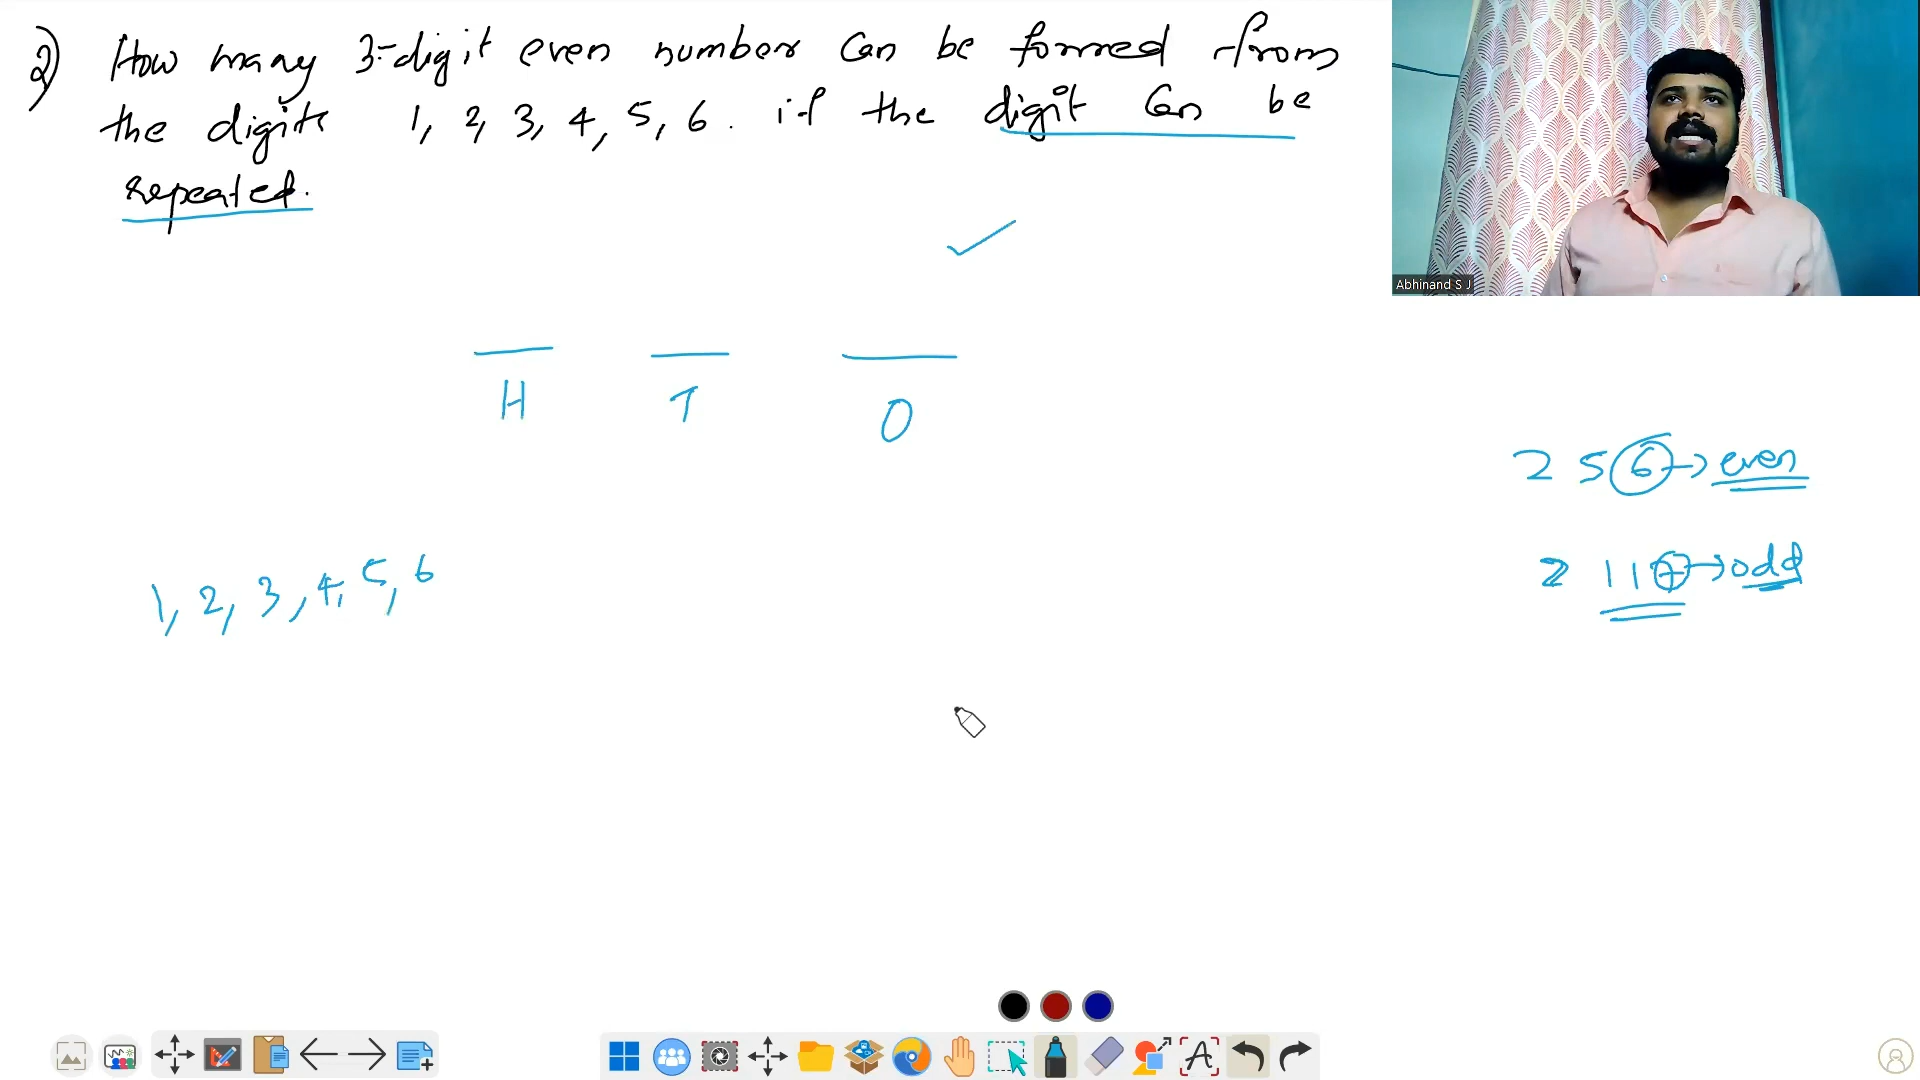 2) How many 3-digit even number can be formed from
the digits 1, 2, 3, 4, 5, 6. if the digit can be
repeated.
Abhinand S J
H T O
2 5 6 → even
2 117 → odd
1, 2, 3, 4, 5, 6